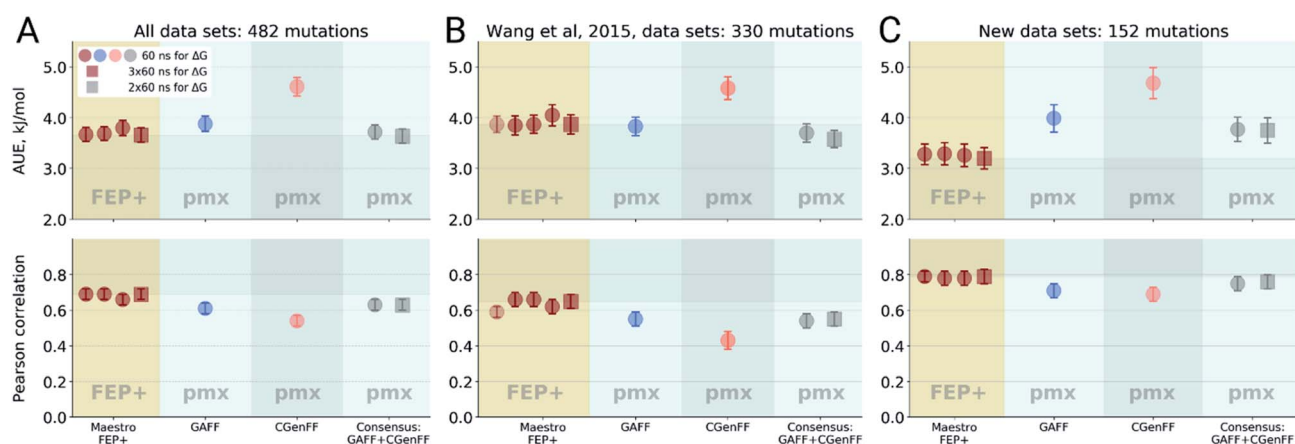 A
All data sets: 482 mutations
B
Wang et al, 2015, data sets: 330 mutations
C
New data sets: 152 mutations
AUE, kJ/mol
5.0
4.0
3.0
2.0
60 ns for ΔG
3x60 ns for ΔG
2x60 ns for ΔG
FEP+
pmx
pmx
pmx
5.0
4.0
3.0
2.0
FEP+
pmx
pmx
pmx
5.0
4.0
3.0
2.0
FEP+
pmx
pmx
pmx
Pearson correlation
0.8
0.6
0.4
0.2
0.0
FEP+
pmx
pmx
pmx
Maestro
FEP+
GAFF
CGenFF
Consensus:
GAFF+CGenFF
0.8
0.6
0.4
0.2
0.0
FEP+
pmx
pmx
pmx
Maestro
FEP+
GAFF
CGenFF
Consensus:
GAFF+CGenFF
0.8
0.6
0.4
0.2
0.0
FEP+
pmx
pmx
pmx
Maestro
FEP+
GAFF
CGenFF
Consensus:
GAFF+CGenFF